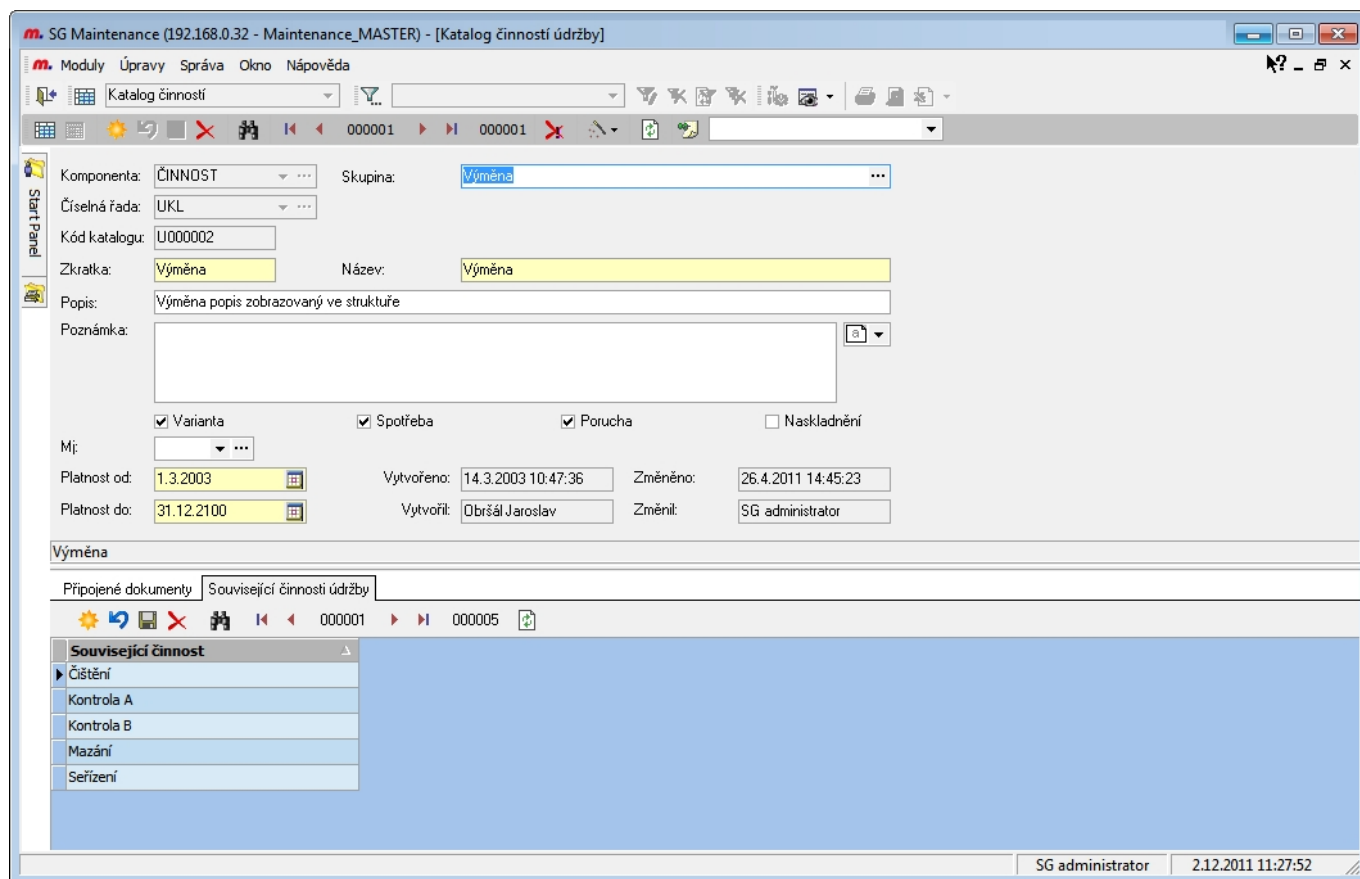 m. SG Maintenance (192.168.0.32 - Maintenance_MASTER) - [Katalog činností údržby]
m. Moduly Úpravy Správa Okno Nápověda
Katalog činností
000001 000001
Start Panel
Komponenta: ČINNOST Skupina: Výměna
Číselná řada: UKL
Kód katalogu: U000002
Zkratka: Výměna Název: Výměna
Popis: Výměna popis zobrazovaný ve struktuře
Poznámka: a
Varianta Spotřeba Porucha Naskladnění
Mj:
Platnost od: 1.3.2003 Vytvořeno: 14.3.2003 10:47:36 Změněno: 26.4.2011 14:45:23
Platnost do: 31.12.2100 Vytvořil: Obršál Jaroslav Změnil: SG administrator
Výměna
Připojené dokumenty Související činnosti údržby
000001 000005
Související činnost
Čištění
Kontrola A
Kontrola B
Mazání
Seřízení
SG administrator 2.12.2011 11:27:52